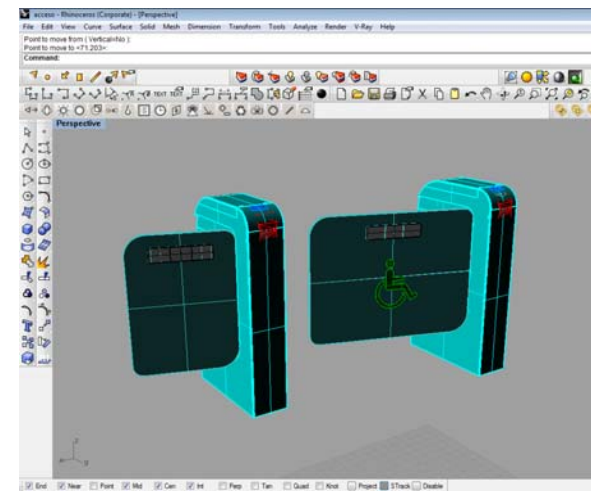 access - Rhinoceros (Corporate) - [Perspective]
File Edit View Curve Surface Solid Mesh Dimension Transform Tools Analyze Render V-Ray Help
Point to move from ( Vertical=No ):
Point to move to <71.203>:
Command:
Perspective
End Near Point Mid Cen Int Perp Tan Quad Knot Project STrack Disable